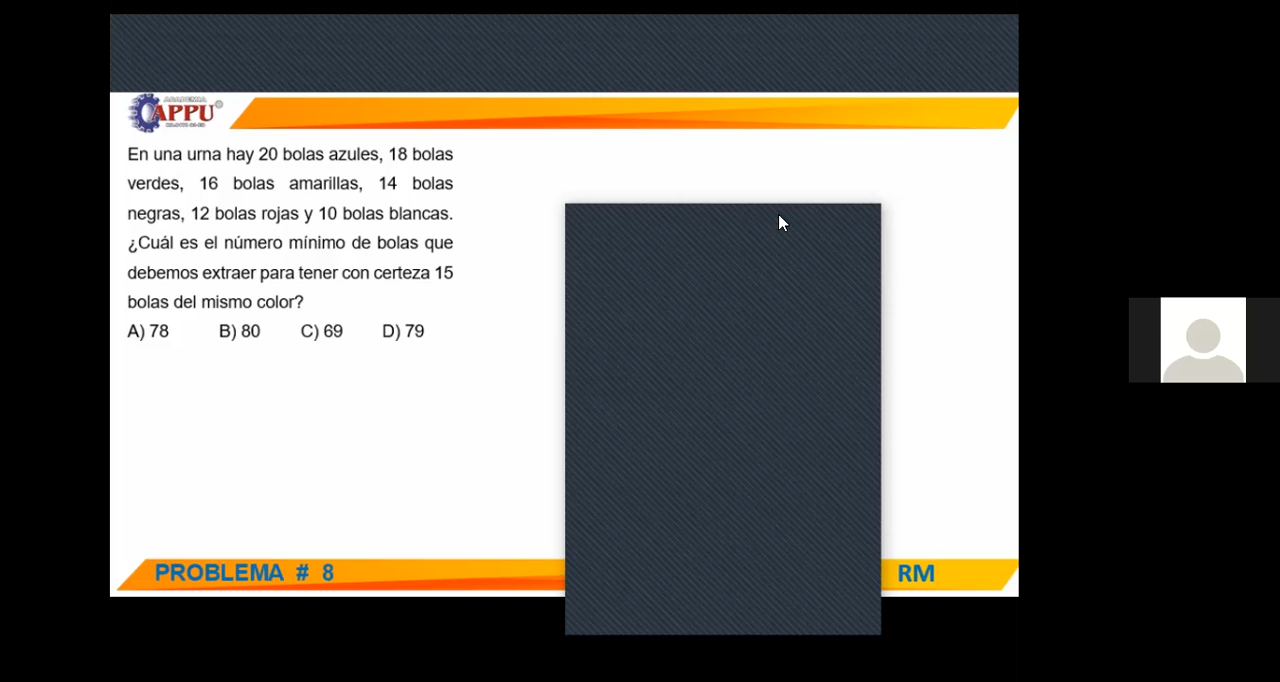 ACADEMIA
APPU
En una urna hay 20 bolas azules, 18 bolas
verdes, 16 bolas amarillas, 14 bolas
negras, 12 bolas rojas y 10 bolas blancas.
¿Cuál es el número mínimo de bolas que
debemos extraer para tener con certeza 15
bolas del mismo color?
A) 78 B) 80 C) 69 D) 79
PROBLEMA # 8
RM